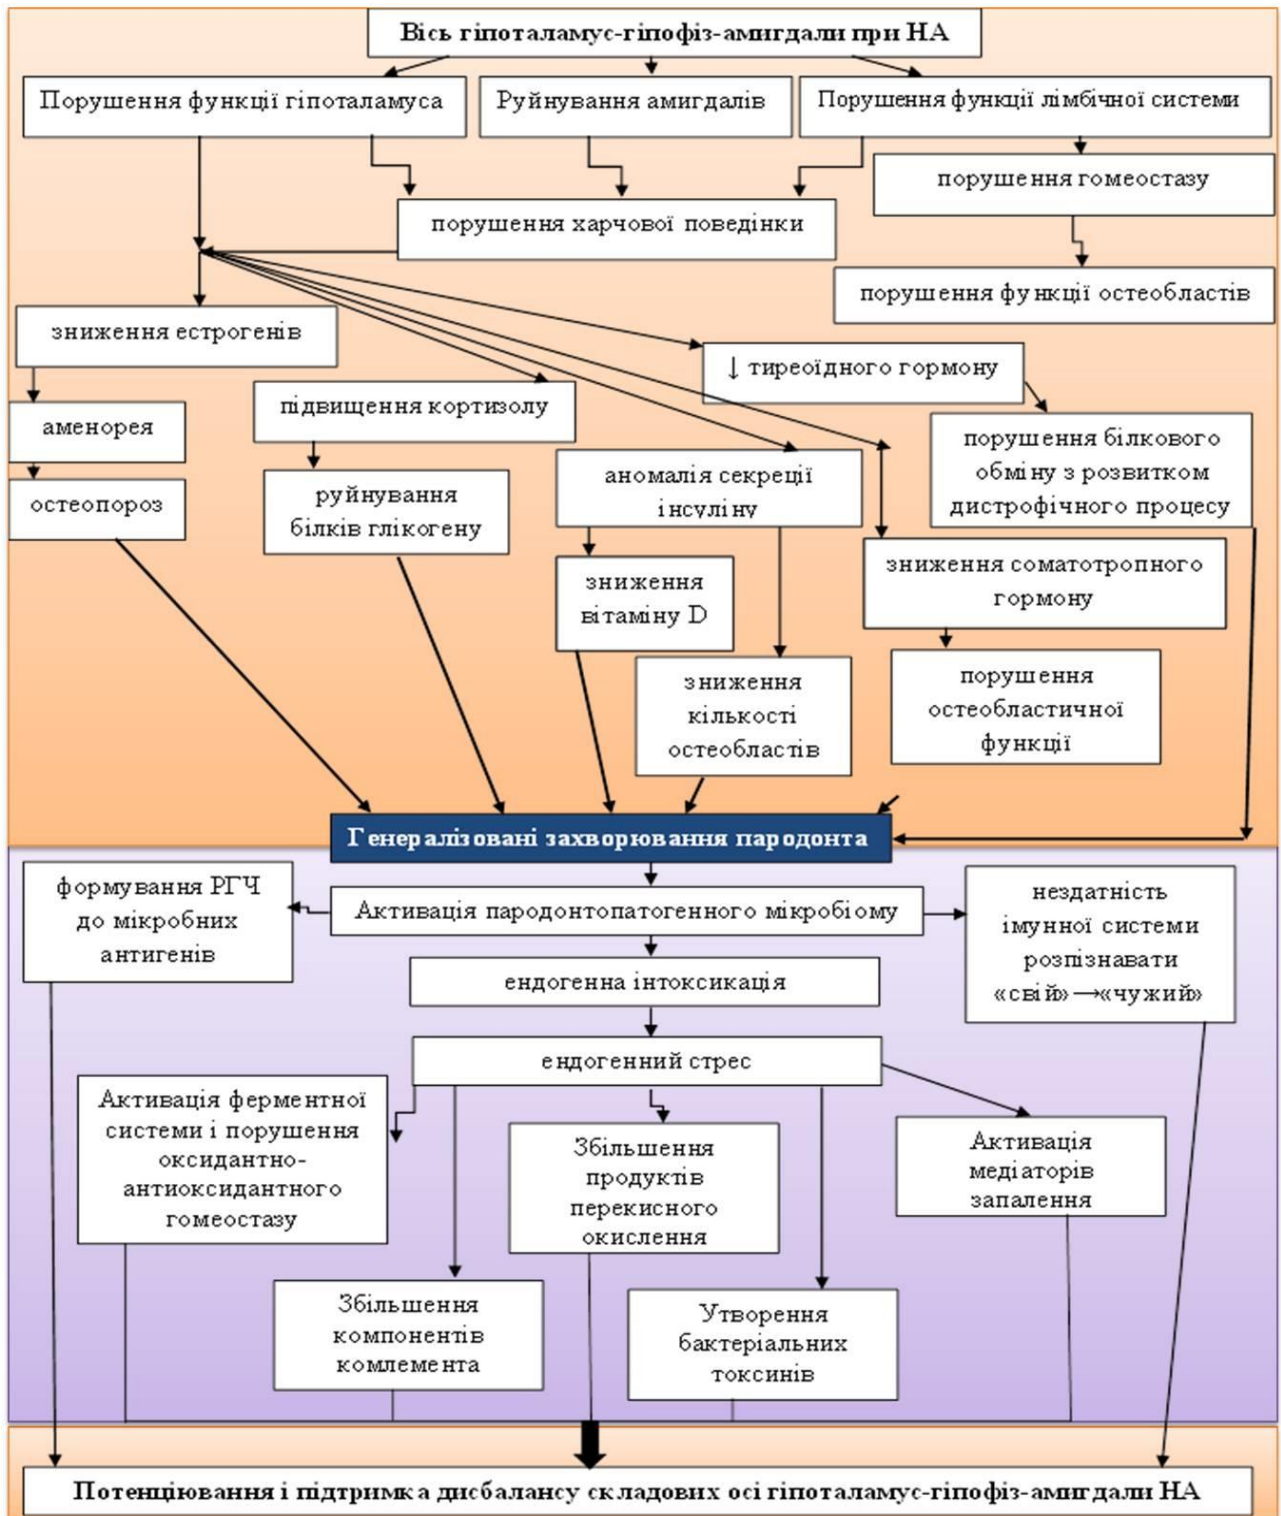 Вісь гіпоталамус-гіпофіз-амигдали при НА
Порушення функції гіпоталамуса
Руйнування амигдалів
Порушення функції лімбічної системи
порушення гомеостазу
порушення харчової поведінки
порушення функції остеобластів
зниження естрогенів
↓ тиреоїдного гормону
підвищення кортизолу
аменорея
порушення білкового
обміну з розвитком
дистрофічного процесу
аномалія секреції
інсуліну
остеопороз
руйнування
білків глікогену
зниження соматотропного
гормону
зниження
вітаміну D
зниження
кількості
остеобластів
порушення
остеобластичної
функції
Генералізовані захворювання пародонта
формування РГЧ
до мікробних
антигенів
Активація пародонтопатогенного мікробіому
нездатність
імунної системи
розпізнавати
«свій»→«чужий»
ендогенна інтоксикація
ендогенний стрес
Активація ферментної
системи і порушення
оксидантно-
антиоксидантного
гомеостазу
Збільшення
продуктів
перекисного
окислення
Активація
медіаторів
запалення
Збільшення
компонентів
комлемента
Утворення
бактеріальних
токсинів
Потенціювання і підтримка дисбалансу складових осі гіпоталамус-гіпофіз-амигдали НА